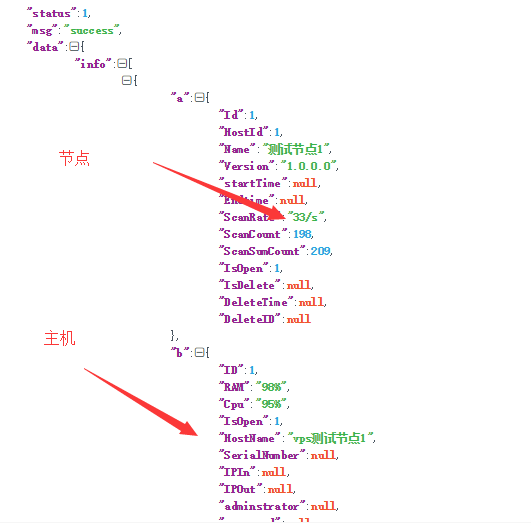 "status":1,
"msg":"success",
"data":{
"info":[
{
"a":{
"Id":1,
"HostId":1,
"Name":"测试节点1",
节点
"Version":"1.0.0.0",
"startTime":null,
"Endtime":null,
"ScanRate":"33/s",
"ScanCount":198,
"ScanSumCount":209,
"IsOpen":1,
"IsDelete":null,
"DeleteTime":null,
"DeleteID":null
},
主机
"b":{
"ID":1,
"RAM":"98%",
"Cpu":"95%",
"IsOpen":1,
"HostName":"vps测试节点1",
"SerialNumber":null,
"IPIn":null,
"IPOut":null,
"adminstrator":null,